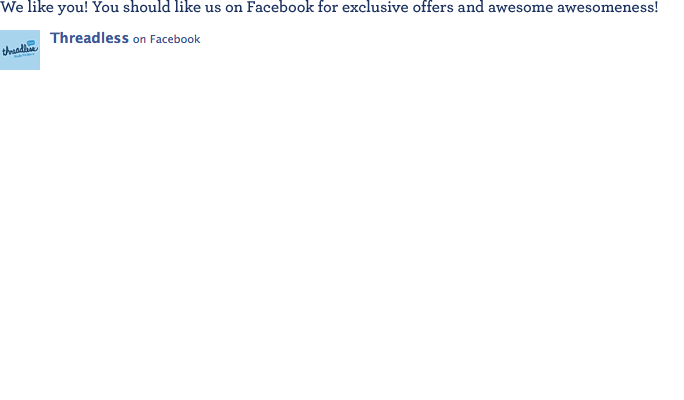 We like you! You should like us on Facebook for exclusive offers and awesome awesomeness!
threadless
Threadless on Facebook